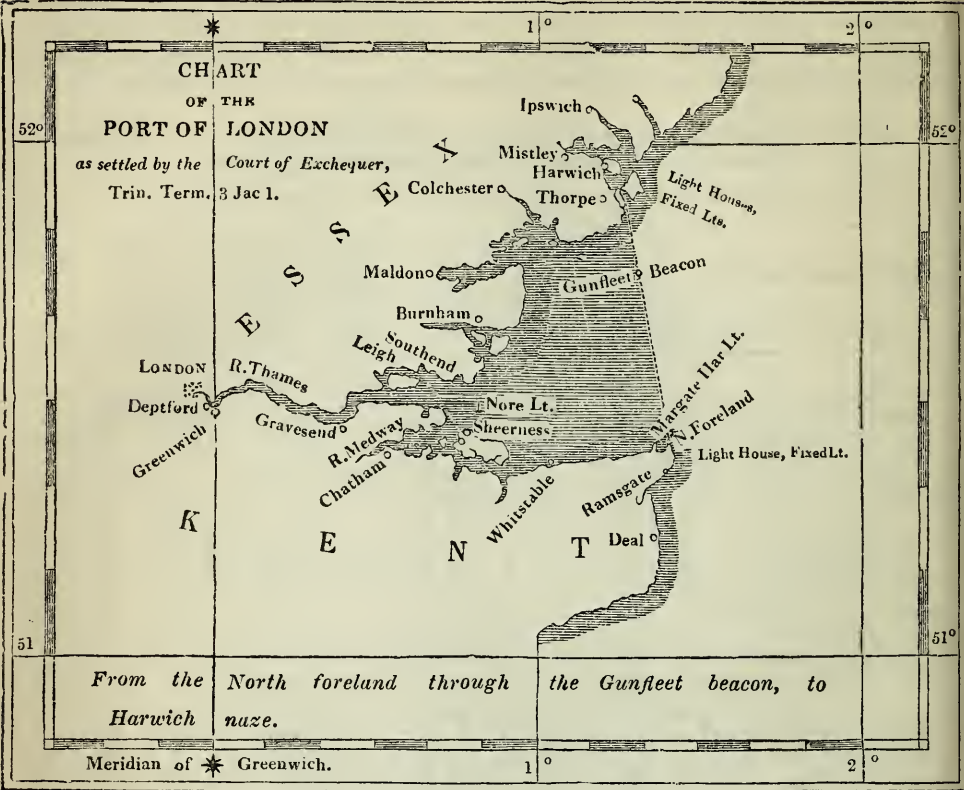 1° 2°
CHART
OF THE
PORT OF LONDON
as settled by the Court of Exchequer,
Trin. Term. 3 Jac 1.
52° 52°
ESSEX
Ipswich
Mistley
Harwich
Colchester
Thorpe
Light Houses,
Fixed Lts.
Maldon
Gunfleet Beacon
Burnham
Southend
Leigh
LONDON
R. Thames
Deptford
Greenwich
Gravesend
Nore Lt.
Sheerness
R. Medway
Chatham
Whitstable
Margate Har Lt.
N. Foreland
Light House, Fixed Lt.
Ramsgate
Deal
KENT
51 51°
From the North foreland through the Gunfleet beacon, to
Harwich naze.
Meridian of Greenwich. 1° 2°